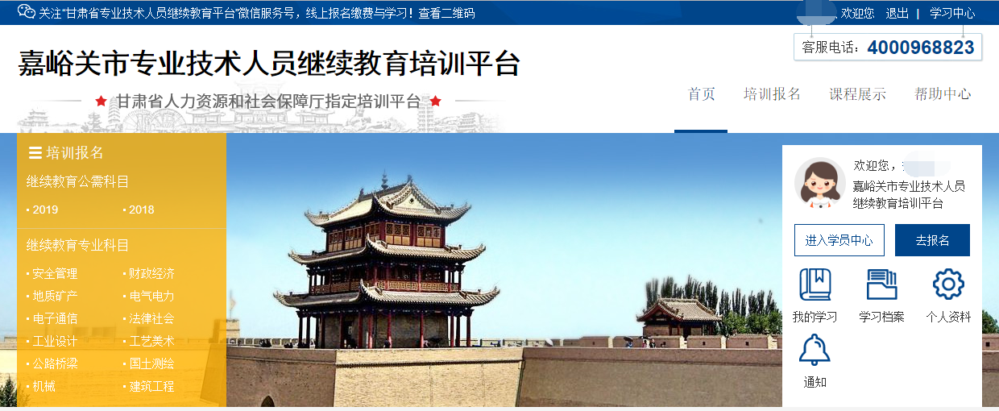 关注“甘肃省专业技术人员继续教育平台”微信服务号，线上报名缴费与学习！查看二维码
欢迎您 退出 | 学习中心
客服电话：4000968823
嘉峪关市专业技术人员继续教育培训平台
甘肃省人力资源和社会保障厅指定培训平台
首页 培训报名 课程展示 帮助中心
培训报名
继续教育公需科目
2019 2018
继续教育专业科目
安全管理 财政经济
地质矿产 电气电力
电子通信 法律社会
工业设计 工艺美术
公路桥梁 国土测绘
机械 建筑工程
欢迎您，
嘉峪关市专业技术人员
继续教育培训平台
进入学员中心 去报名
我的学习 学习档案 个人资料
通知